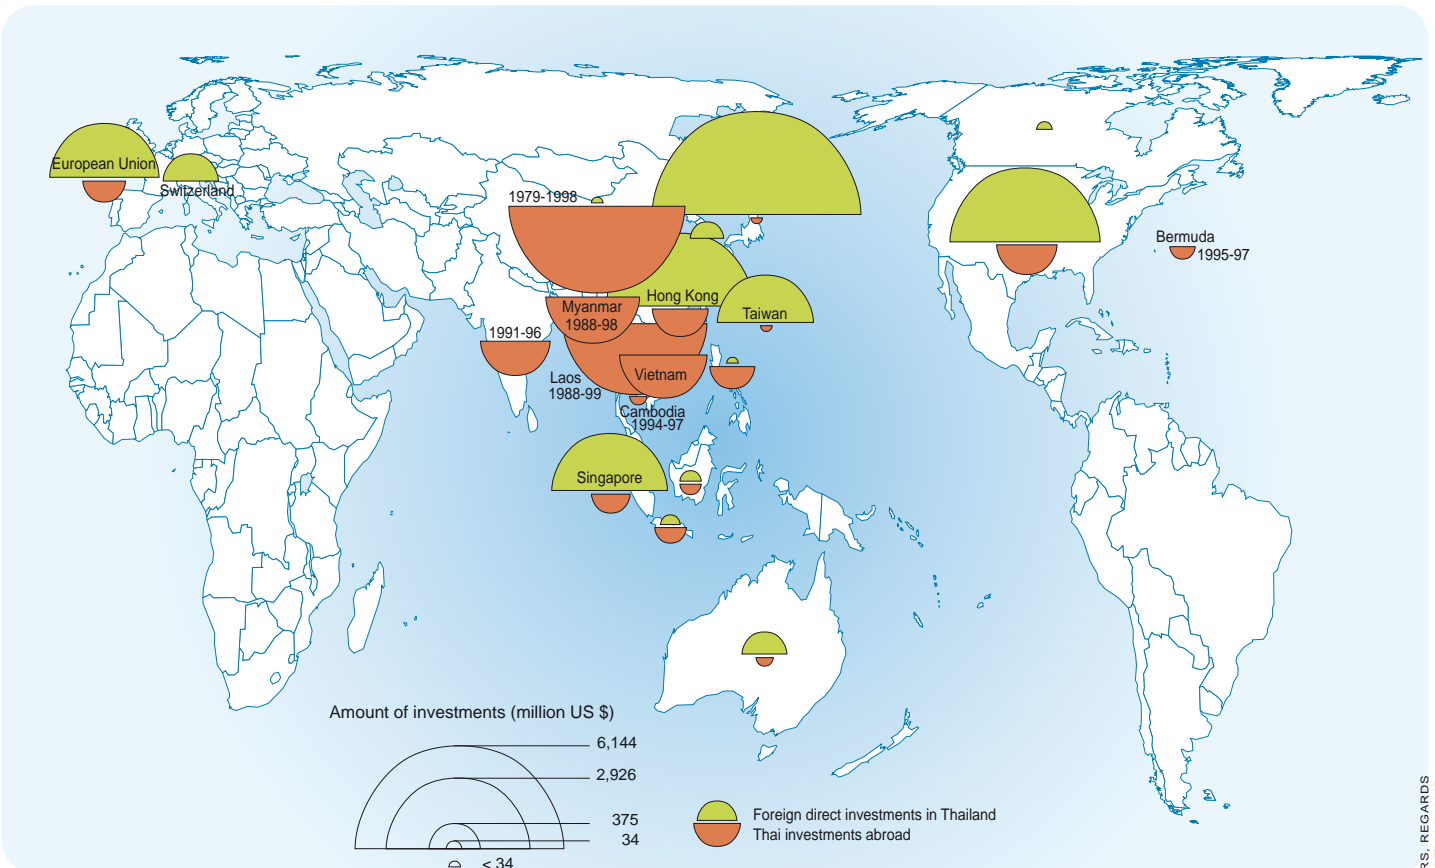 European Union
Switzerland
1979-1998
Bermuda
1995-97
Hong Kong
Myanmar
1988-98
Taiwan
1991-96
Laos
1988-99
Vietnam
Cambodia
1994-97
Singapore
Amount of investments (million US $)
6,144
2,926
375
34
< 34
Foreign direct investments in Thailand
Thai investments abroad
RS, REGARDS